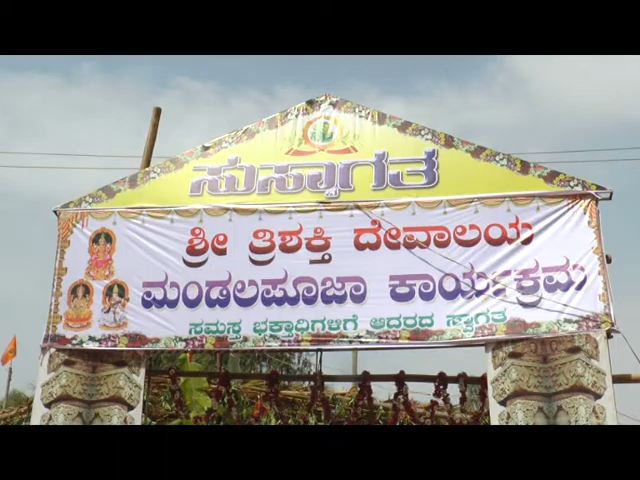 ಸುಸ್ವಾಗತ
ಶ್ರೀ ತ್ರಿಶಕ್ತಿ ದೇವಾಲಯ
ಮಂಡಲಪೂಜಾ ಕಾರ್ಯಕ್ರಮ
ಸಮಸ್ತ ಭಕ್ತಾಧಿಗಳಿಗೆ ಆದರದ ಸ್ವಾಗತ